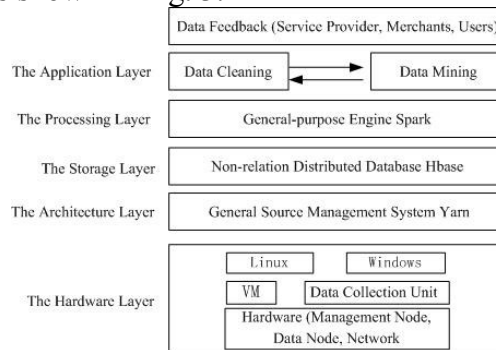 Data Feedback (Service Provider, Merchants, Users)
The Application Layer
Data Cleaning
Data Mining
The Processing Layer
General-purpose Engine Spark
The Storage Layer
Non-relation Distributed Database Hbase
The Architecture Layer
General Source Management System Yarn
The Hardware Layer
Linux
Windows
VM
Data Collection Unit
Hardware (Management Node,
Data Node, Network